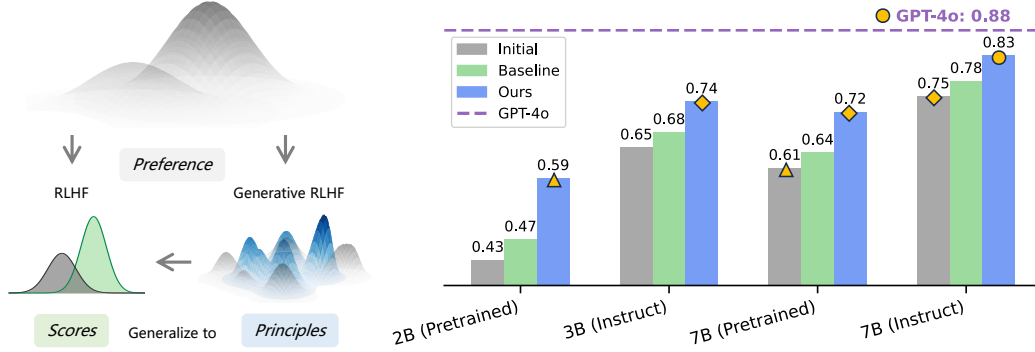 Preference
RLHF
Generative RLHF
Scores
Generalize to
Principles
GPT-4o: 0.88
Initial
Baseline
Ours
GPT-4o
0.43
0.47
0.59
0.65
0.68
0.74
0.61
0.64
0.72
0.75
0.78
0.83
2B (Pretrained)
3B (Instruct)
7B (Pretrained)
7B (Instruct)